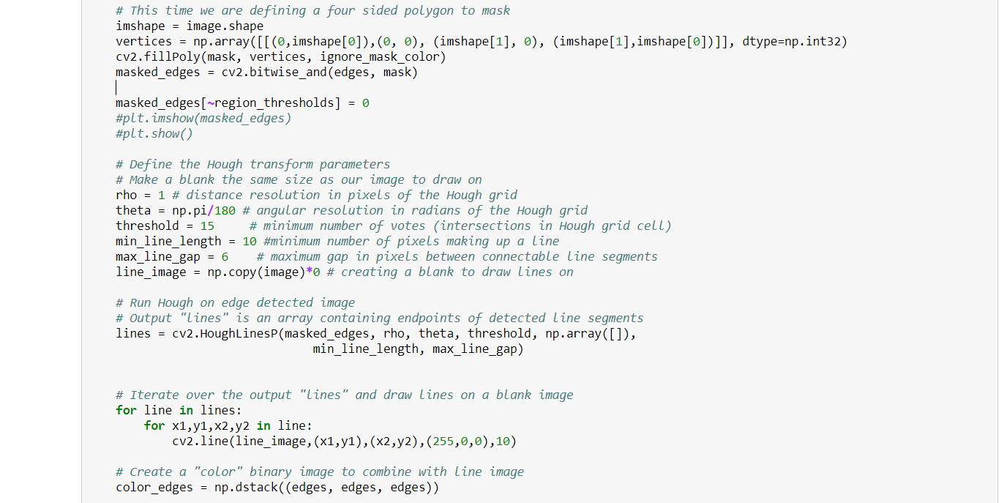 # This time we are defining a four sided polygon to mask
imshape = image.shape
vertices = np.array([[(0,imshape[0]),(0, 0), (imshape[1], 0), (imshape[1],imshape[0])]], dtype=np.int32)
cv2.fillPoly(mask, vertices, ignore_mask_color)
masked_edges = cv2.bitwise_and(edges, mask)
masked_edges[~region_thresholds] = 0
#plt.imshow(masked_edges)
#plt.show()
# Define the Hough transform parameters
# Make a blank the same size as our image to draw on
rho = 1 # distance resolution in pixels of the Hough grid
theta = np.pi/180 # angular resolution in radians of the Hough grid
threshold = 15     # minimum number of votes (intersections in Hough grid cell)
min_line_length = 10 #minimum number of pixels making up a line
max_line_gap = 6    # maximum gap in pixels between connectable line segments
line_image = np.copy(image)*0 # creating a blank to draw lines on
# Run Hough on edge detected image
# Output "lines" is an array containing endpoints of detected line segments
lines = cv2.HoughLinesP(masked_edges, rho, theta, threshold, np.array([]),
                            min_line_length, max_line_gap)
# Iterate over the output "lines" and draw lines on a blank image
for line in lines:
    for x1,y1,x2,y2 in line:
        cv2.line(line_image,(x1,y1),(x2,y2),(255,0,0),10)
# Create a "color" binary image to combine with line image
color_edges = np.dstack((edges, edges, edges))